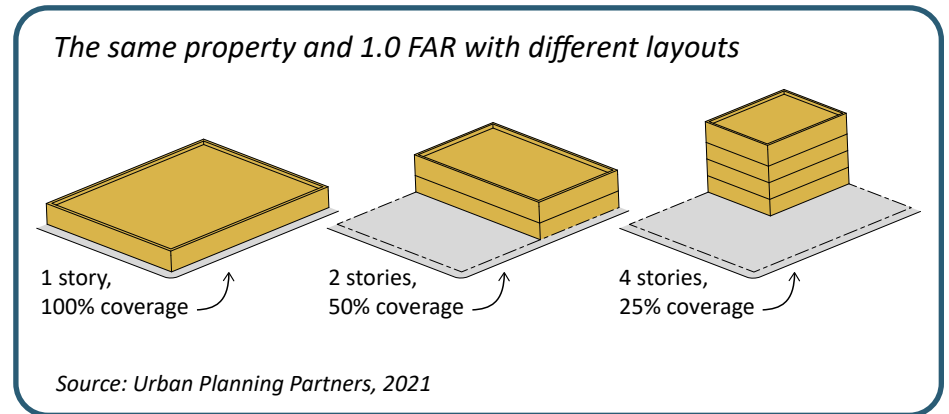 The same property and 1.0 FAR with different layouts
1 story,
100% coverage
2 stories,
50% coverage
4 stories,
25% coverage
Source: Urban Planning Partners, 2021